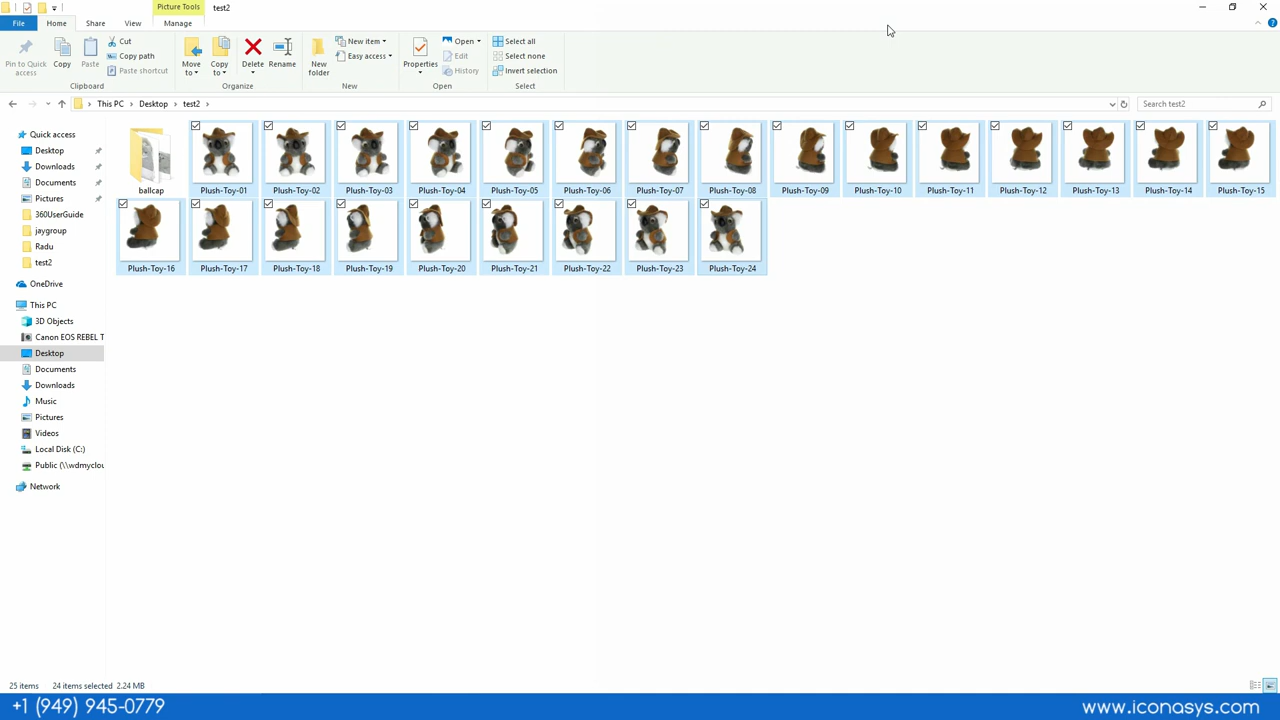 Picture Tools test2
File Home Share View Manage
Pin to Quick access
Copy
Paste
Cut
Copy path
Paste shortcut
Clipboard
Move to
Copy to
Delete
Rename
Organize
New folder
New item
Easy access
New
Properties
Open
Edit
History
Open
Select all
Select none
Invert selection
Select
This PC Desktop test2
Search test2
Quick access
Desktop
Downloads
Documents
Pictures
360UserGuide
jaygroup
Radu
test2
OneDrive
This PC
3D Objects
Canon EOS REBEL T
Desktop
Documents
Downloads
Music
Pictures
Videos
Local Disk (C:)
Public (\\wdmyclou
Network
ballcap Plush-Toy-01 Plush-Toy-02 Plush-Toy-03 Plush-Toy-04 Plush-Toy-05 Plush-Toy-06 Plush-Toy-07 Plush-Toy-08 Plush-Toy-09 Plush-Toy-10 Plush-Toy-11 Plush-Toy-12 Plush-Toy-13 Plush-Toy-14 Plush-Toy-15
Plush-Toy-16 Plush-Toy-17 Plush-Toy-18 Plush-Toy-19 Plush-Toy-20 Plush-Toy-21 Plush-Toy-22 Plush-Toy-23 Plush-Toy-24
25 items 24 items selected 2.24 MB
+1 (949) 945-0779 www.iconasys.com